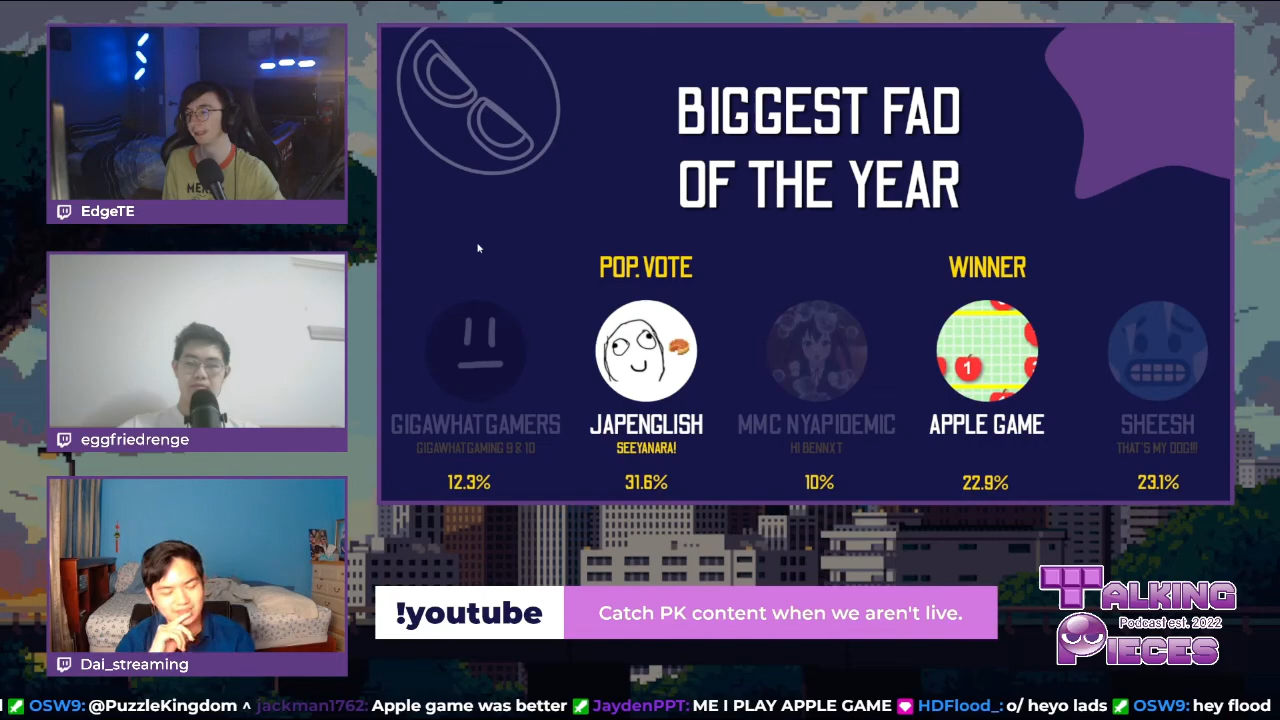 BIGGEST FAD
OF THE YEAR
EdgeTE
POP. VOTE
WINNER
1
GIGAWHATGAMERS
GIGAWHATGAMING 9 & 10
12.3%
JAPENGLISH
SEEYANARA!
31.6%
MMC NYAPIDEMIC
HI BENNXT
10%
APPLE GAME
22.9%
SHEESH
THAT'S MY DOG!!!
23.1%
eggfriedrenge
Dai_streaming
!youtube
Catch PK content when we aren't live.
TALKING
Podcast est. 2022
PIECES
OSW9: @PuzzleKingdom ^ jackman1762: Apple game was better JaydenPPT: ME I PLAY APPLE GAME HDFlood_: o/ heyo lads OSW9: hey flood